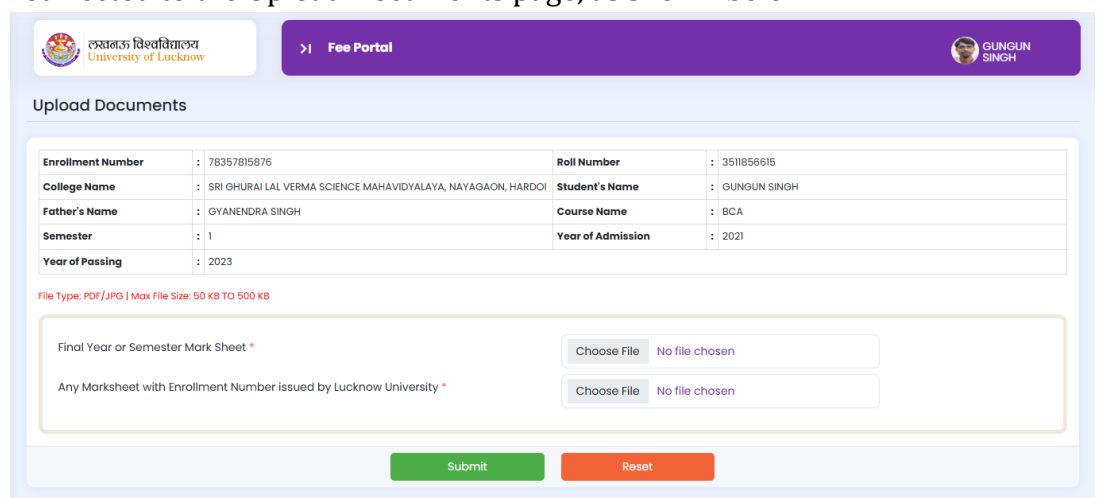 लखनऊ विश्वविद्यालय
University of Lucknow
Fee Portal
GUNGUN
SINGH
Upload Documents
Enrollment Number : 78357815876 Roll Number : 3511856615
College Name : SRI GHURAI LAL VERMA SCIENCE MAHAVIDYALAYA, NAYAGAON, HARDOI Student's Name : GUNGUN SINGH
Father's Name : GYANENDRA SINGH Course Name : BCA
Semester : 1 Year of Admission : 2021
Year of Passing : 2023
File Type: PDF/JPG | Max File Size: 50 KB TO 500 KB
Final Year or Semester Mark Sheet * Choose File No file chosen
Any Marksheet with Enrollment Number issued by Lucknow University * Choose File No file chosen
Submit Reset